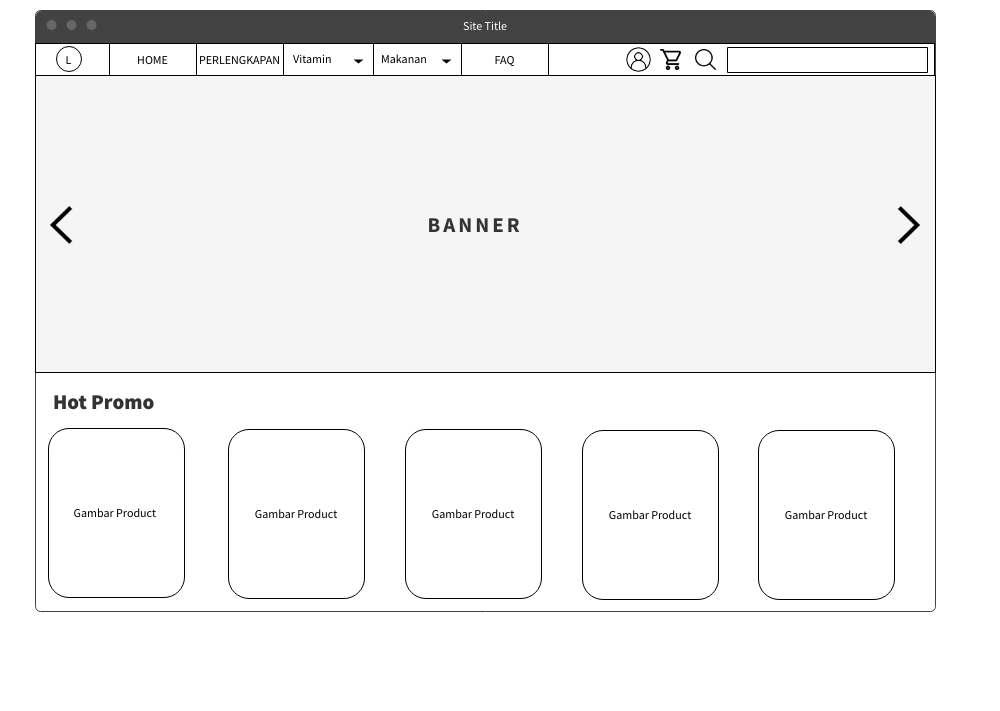 Site Title
L
HOME
PERLENGKAPAN
Vitamin
Makanan
FAQ
BANNER
Hot Promo
Gambar Product
Gambar Product
Gambar Product
Gambar Product
Gambar Product